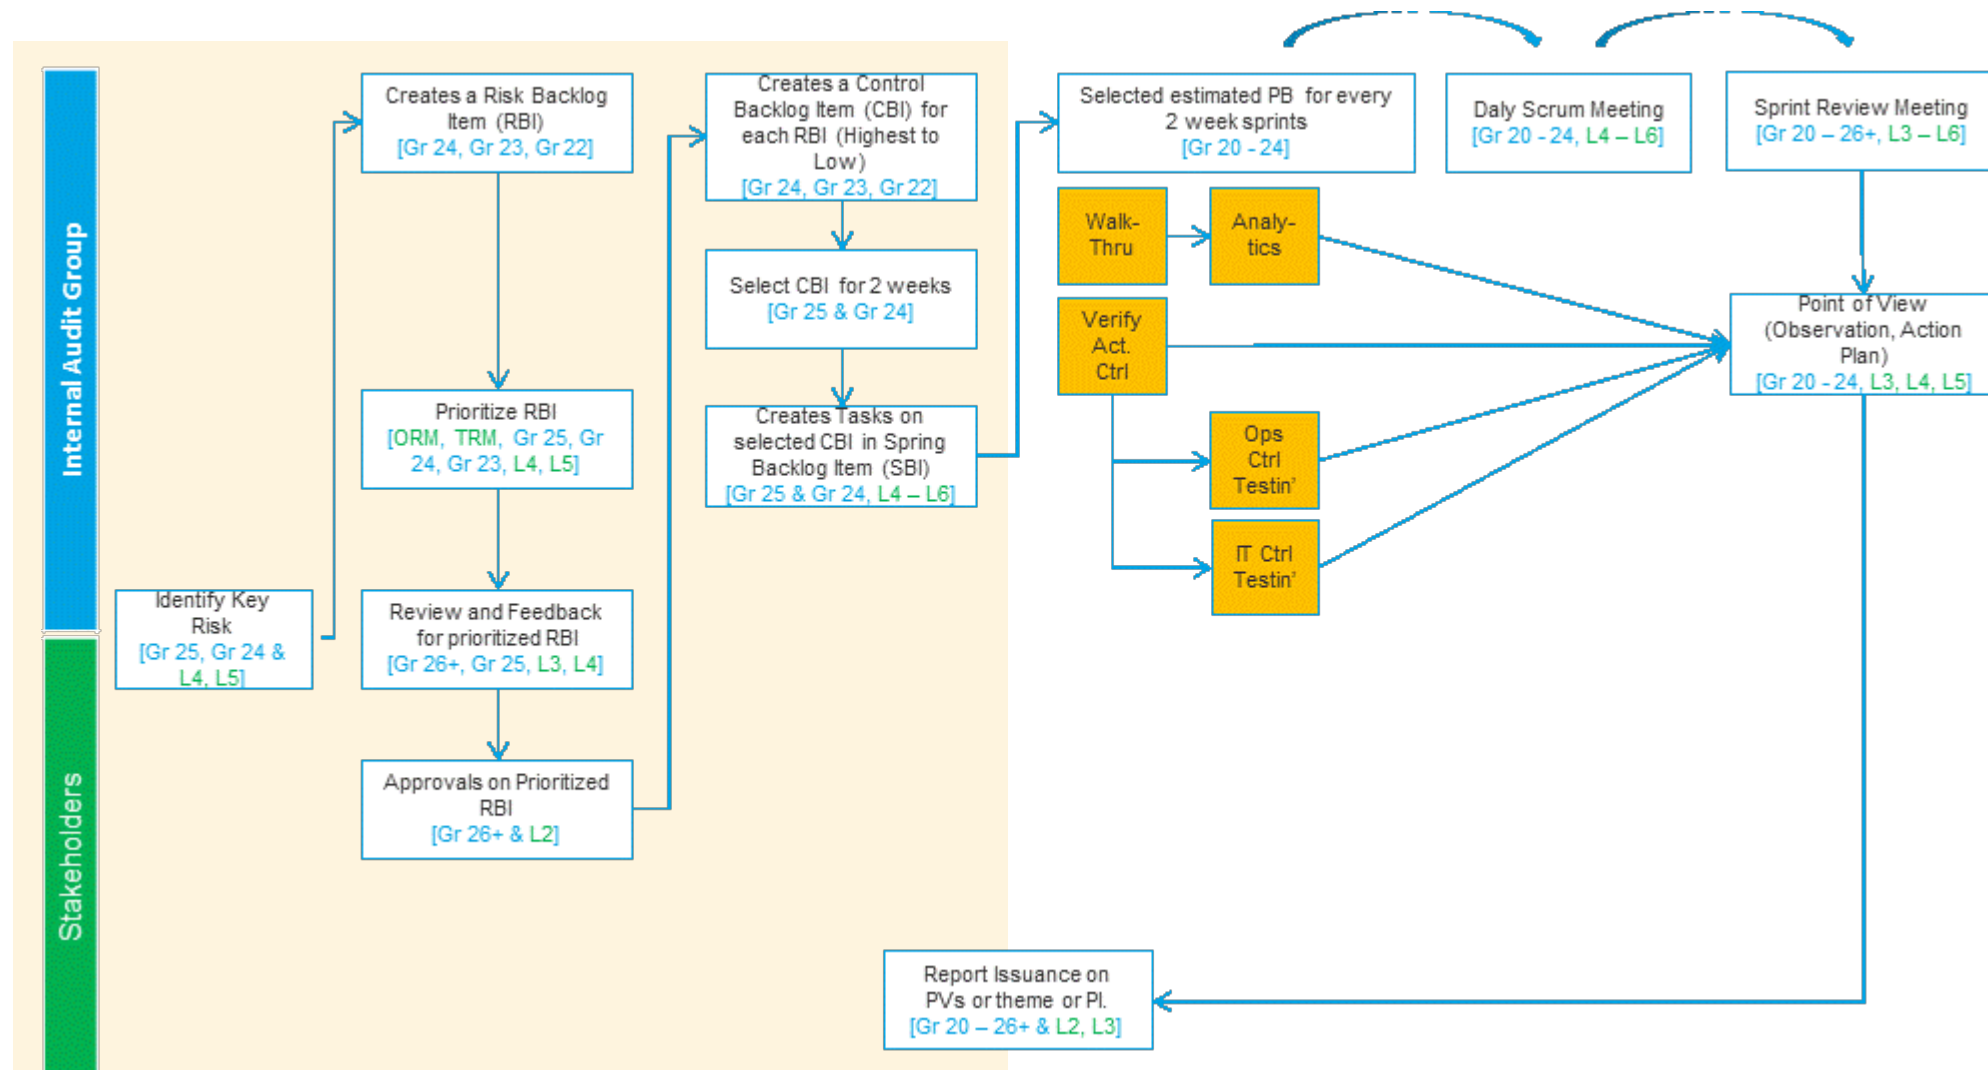 Internal Audit Group
Stakeholders
Identify Key
Risk
[Gr 25, Gr 24 &
L4, L5]
Creates a Risk Backlog
Item (RBI)
[Gr 24, Gr 23, Gr 22]
Prioritize RBI
[ORM, TRM, Gr 25, Gr
24, Gr 23, L4, L5]
Review and Feedback
for prioritized RBI
[Gr 26+, Gr 25, L3, L4]
Approvals on Prioritized
RBI
[Gr 26+ & L2]
Creates a Control
Backlog Item (CBI) for
each RBI (Highest to
Low)
[Gr 24, Gr 23, Gr 22]
Select CBI for 2 weeks
[Gr 25 & Gr 24]
Creates Tasks on
selected CBI in Spring
Backlog Item (SBI)
[Gr 25 & Gr 24, L4 – L6]
Selected estimated PB for every
2 week sprints
[Gr 20 - 24]
Daly Scrum Meeting
[Gr 20 - 24, L4 – L6]
Sprint Review Meeting
[Gr 20 – 26+, L3 – L6]
Walk-
Thru
Analy-
tics
Verify
Act.
Ctrl
Ops
Ctrl
Testin’
IT Ctrl
Testin’
Point of View
(Observation, Action
Plan)
[Gr 20 - 24, L3, L4, L5]
Report Issuance on
PVs or theme or PI.
[Gr 20 – 26+ & L2, L3]